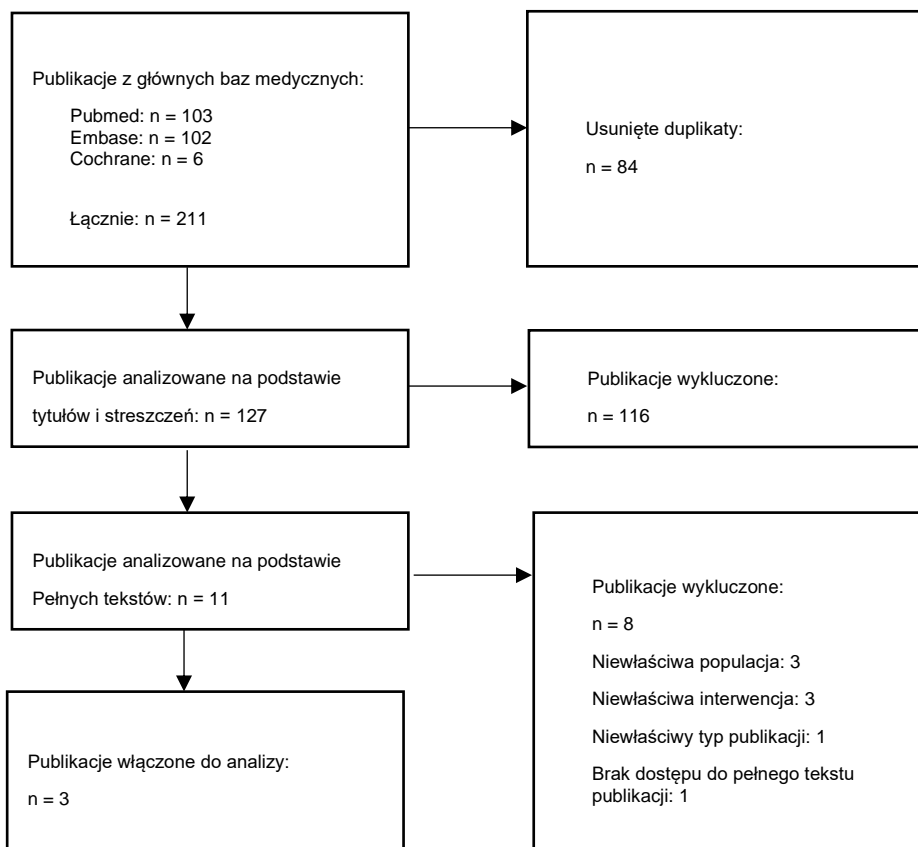 Publikacje z głównych baz medycznych:
Pubmed: n = 103
Embase: n = 102
Cochrane: n = 6
Łącznie: n = 211
Usunięte duplikaty:
n = 84
Publikacje analizowane na podstawie
tytułów i streszczeń: n = 127
Publikacje wykluczone:
n = 116
Publikacje analizowane na podstawie
Pełnych tekstów: n = 11
Publikacje wykluczone:
n = 8
Niewłaściwa populacja: 3
Niewłaściwa interwencja: 3
Niewłaściwy typ publikacji: 1
Brak dostępu do pełnego tekstu
publikacji: 1
Publikacje włączone do analizy:
n = 3